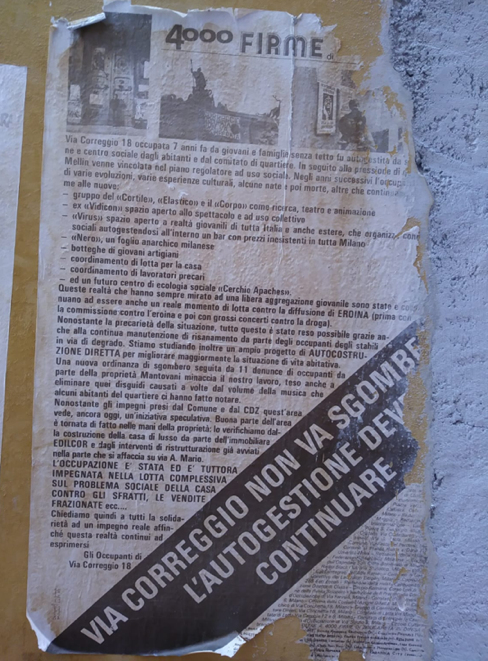 4000 FIRME di
Via Correggio 18 occupata 7 anni fa da giovani e famiglie senza tetto fu autogestita da
ne e centro sociale dagli abitanti e dal comitato di quartiere. In seguito alla pressione di
Mellin venne vincolata nel piano regolatore ad uso sociale. Negli anni successivi l'occupa
di varie evoluzioni, varie esperienze culturali, alcune nate e poi morte, altre che continuano
me alle nuove:
– gruppo del «Cortile», «Elastico» e il «Corpo» come ricerca, teatro e animazione
– ex «Vidicon» spazio aperto allo spettacolo e ad uso collettivo
– «Virus» spazio aperto a realtà giovanili di tutta Italia e anche estere, che organizza conc
sociali autogestendosi all'interno un bar con prezzi inesistenti in tutta Milano
– «Nero», un foglio anarchico milanese
– botteghe di giovani artigiani
– coordinamento di lotta per la casa
– coordinamento di lavoratori precari
– ed un futuro centro di ecologia sociale «Cerchio Apaches».
Queste realtà che hanno sempre mirato ad una libera aggregazione giovanile sono state e
nuano ad essere anche un reale momento di lotta contro la diffusione di EROINA (prima con
la commissione contro l'eroina e poi con grossi concerti contro la droga).
Nonostante la precarietà della situazione, tutto questo è stato reso possibile grazie an-
che alla continua manutenzione di risanamento da parte degli occupanti degli stabili
in via di degrado. Stiamo studiando inoltre un ampio progetto di AUTOCOSTRU-
ZIONE DIRETTA per migliorare maggiormente la situazione di vita abitativa.
Una nuova ordinanza di sgombero seguita da 11 denunce di occupanti da
parte della proprietà Mantovani minaccia il nostro lavoro, teso anche a
eliminare quei disguidi causati a volte dal volume della musica che
alcuni abitanti del quartiere ci hanno fatto notare.
Nonostante gli impegni presi dal Comune e dal CDZ quest'area
vede, ancora oggi, un'iniziativa speculativa. Buona parte dell'area
è tornata di fatto nelle mani della proprietà: lo verifichiamo dal-
la costruzione della casa di lusso da parte dell'immobiliare
EDILCOR e dagli interventi di ristrutturazione già avviati
nella parte che si affaccia su via A. Mario.
L'OCCUPAZIONE E' STATA ED E' TUTTORA
IMPEGNATA NELLA LOTTA COMPLESSIVA
SUL PROBLEMA SOCIALE DELLA CASA
CONTRO GLI SFRATTI, LE VENDITE
FRAZIONATE ecc....
Chiediamo quindi a tutti la solida-
rietà ad un impegno reale affin-
ché questa realtà continui ad
esprimersi
Gli Occupanti di
Via Correggio 18
VIA CORREGGIO NON VA SGOMBE
L'AUTOGESTIONE DEV
CONTINUARE